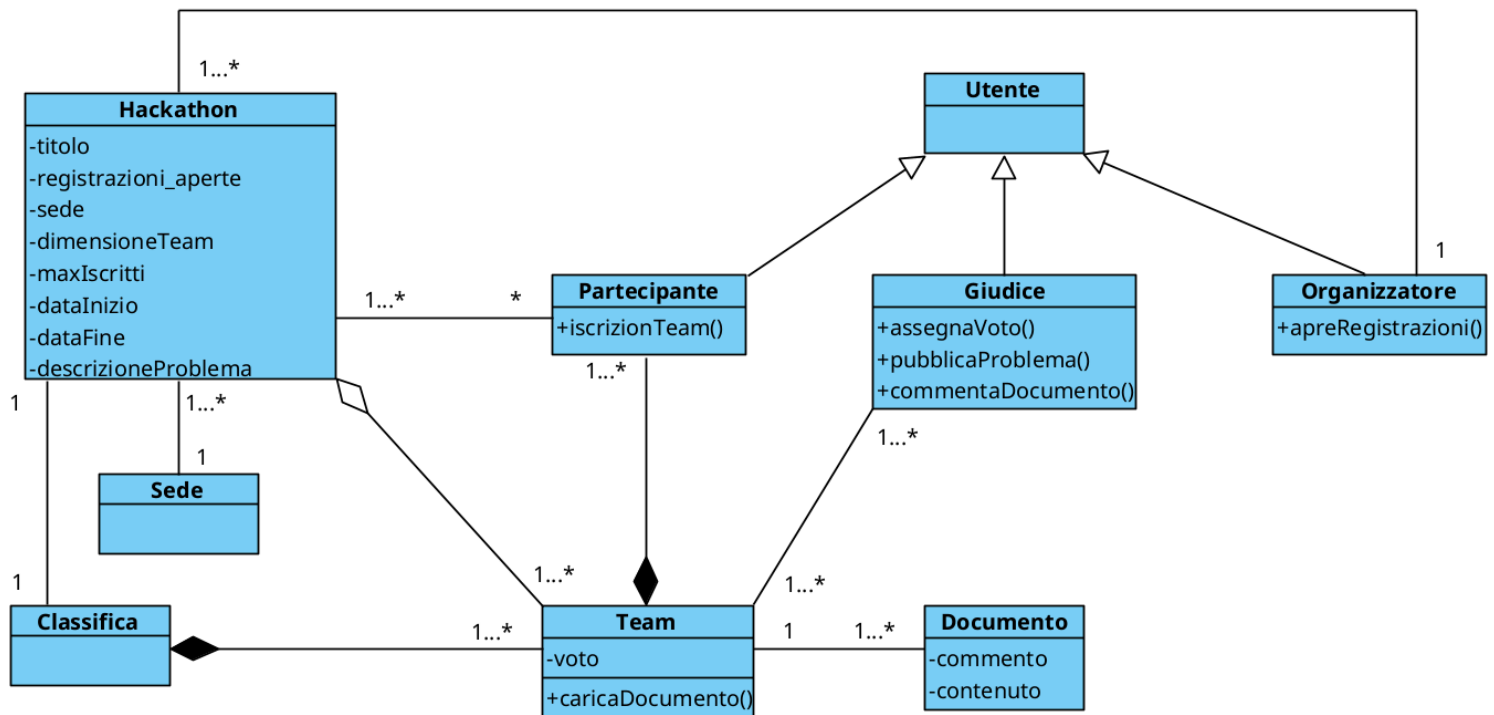 1...*
Hackathon
-titolo
-registrazioni_aperte
-sede
-dimensioneTeam
-maxIscritti
-dataInizio
-dataFine
-descrizioneProblema
Utente
1
1...*
*
Partecipante
+iscrizionTeam()
1...*
Giudice
+assegnaVoto()
+pubblicaProblema()
+commentaDocumento()
1...*
Organizzatore
+apreRegistrazioni()
1
1...*
1
Sede
1
Classifica
1...*
1...*
Team
-voto
+caricaDocumento()
1...*
1
1...*
Documento
-commento
-contenuto